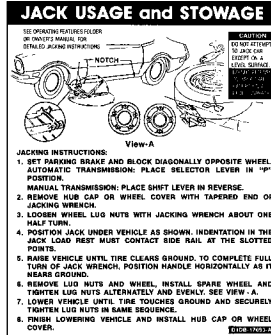 JACK USAGE and STOWAGE
SEE OPERATING FEATURES FOLDER
OR OWNER'S MANUAL FOR
DETAILED JACKING INSTRUCTIONS
NOTCH
CAUTION
DO NOT ATTEMPT
TO JACK CAR
EXCEPT ON A
LEVEL SURFACE.
View-A
JACKING INSTRUCTIONS:
1. SET PARKING BRAKE AND BLOCK DIAGONALLY OPPOSITE WHEEL
AUTOMATIC TRANSMISSION: PLACE SELECTOR LEVER IN "P"
POSITION.
MANUAL TRANSMISSION: PLACE SHIFT LEVER IN REVERSE.
2. REMOVE HUB CAP OR WHEEL COVER WITH TAPERED END OF
JACKING WRENCH.
3. LOOSEN WHEEL LUG NUTS WITH JACKING WRENCH ABOUT ONE
HALF TURN.
4. POSITION JACK UNDER VEHICLE AS SHOWN. INDENTATION IN THE
JACK LOAD REST MUST CONTACT SIDE RAIL AT THE SLOTTED
POINTS.
5. RAISE VEHICLE UNTIL TIRE CLEARS GROUND. TO COMPLETE FULL
TURN OF JACK WRENCH, POSITION HANDLE HORIZONTALLY AS IT
NEARS GROUND.
6. REMOVE LUG NUTS AND WHEEL, INSTALL SPARE WHEEL AND
TIGHTEN LUG NUTS ALTERNATELY AND EVENLY. SEE VIEW - A.
7. LOWER VEHICLE UNTIL TIRE TOUCHES GROUND AND SECURELY
TIGHTEN LUG NUTS IN SAME SEQUENCE.
8. FINISH LOWERING VEHICLE AND INSTALL HUB CAP OR WHEEL
COVER.